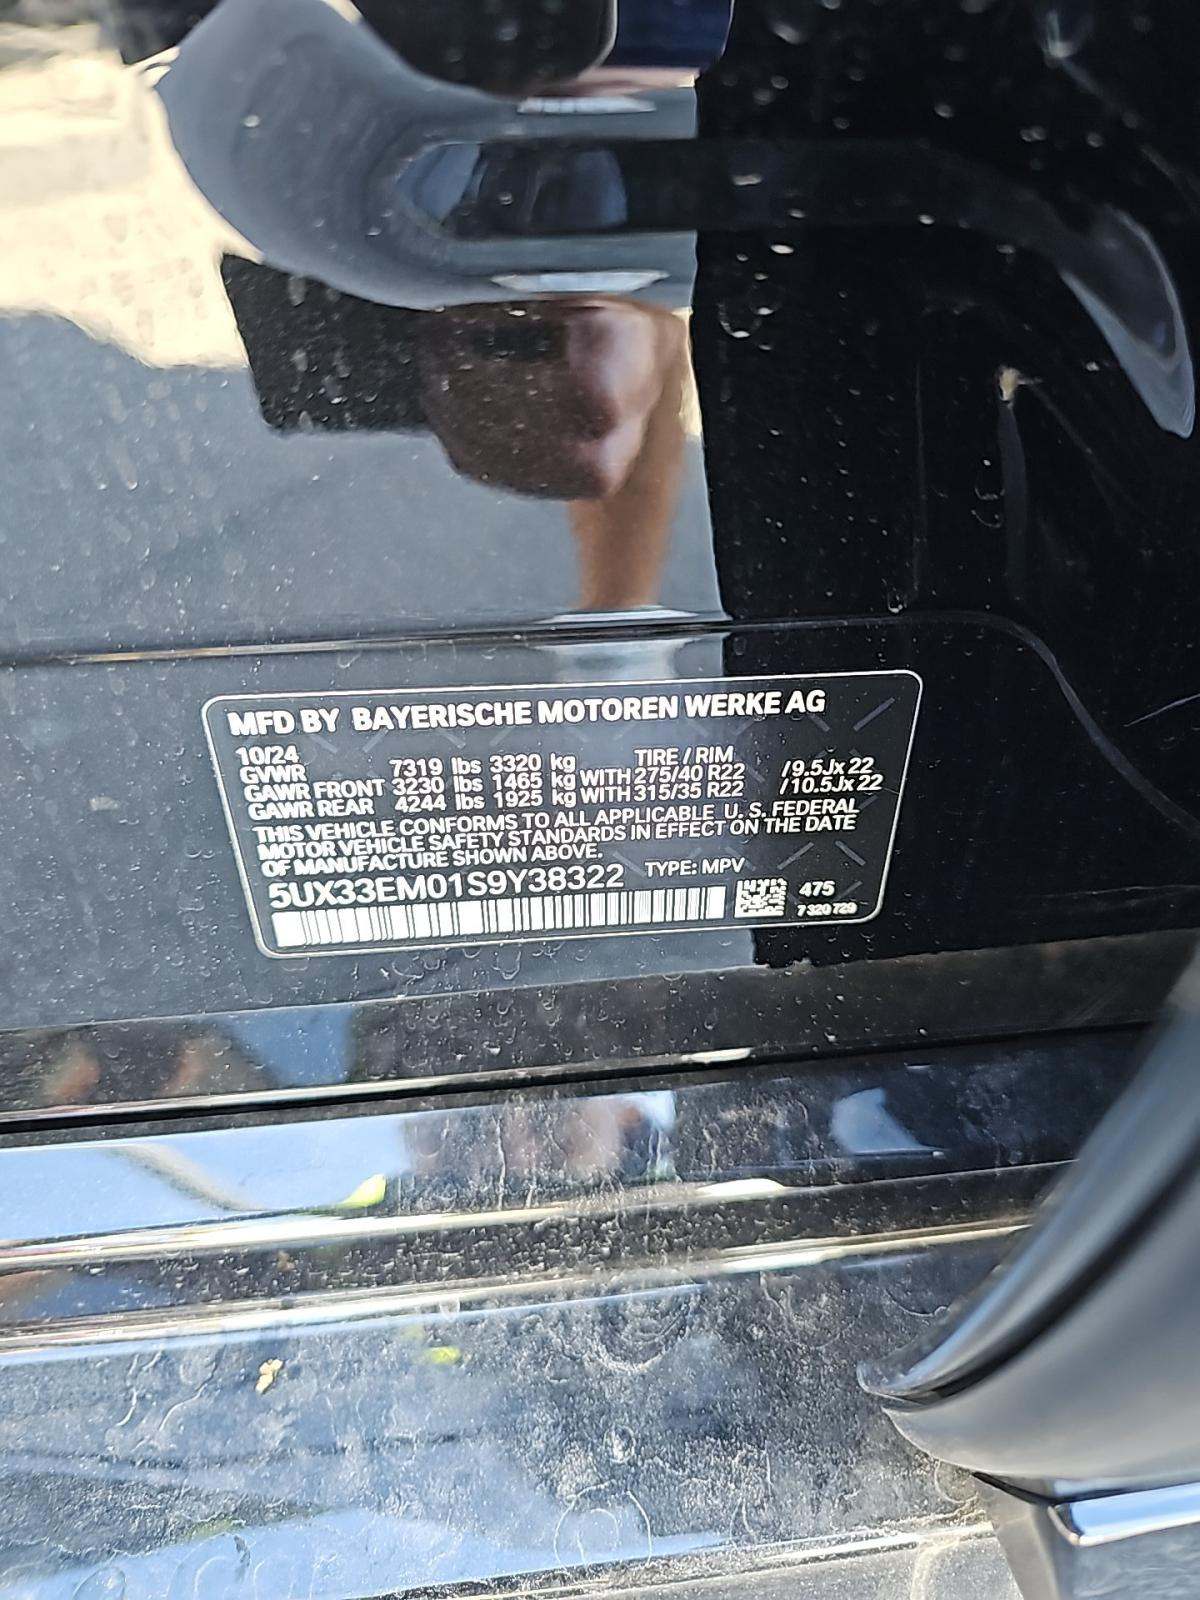 MFD BY BAYERISCHE MOTOREN WERKE AG
10/24 TIRE / RIM
GVWR 7319 lbs 3320 kg
GAWR FRONT 3230 lbs 1465 kg WITH 275/40 R22 /9.5Jx22
GAWR REAR 4244 lbs 1925 kg WITH 315/35 R22 /10.5Jx22
THIS VEHICLE CONFORMS TO ALL APPLICABLE U. S. FEDERAL
MOTOR VEHICLE SAFETY STANDARDS IN EFFECT ON THE DATE
OF MANUFACTURE SHOWN ABOVE.
5UX33EM01S9Y38322 TYPE: MPV
475
7 320 729